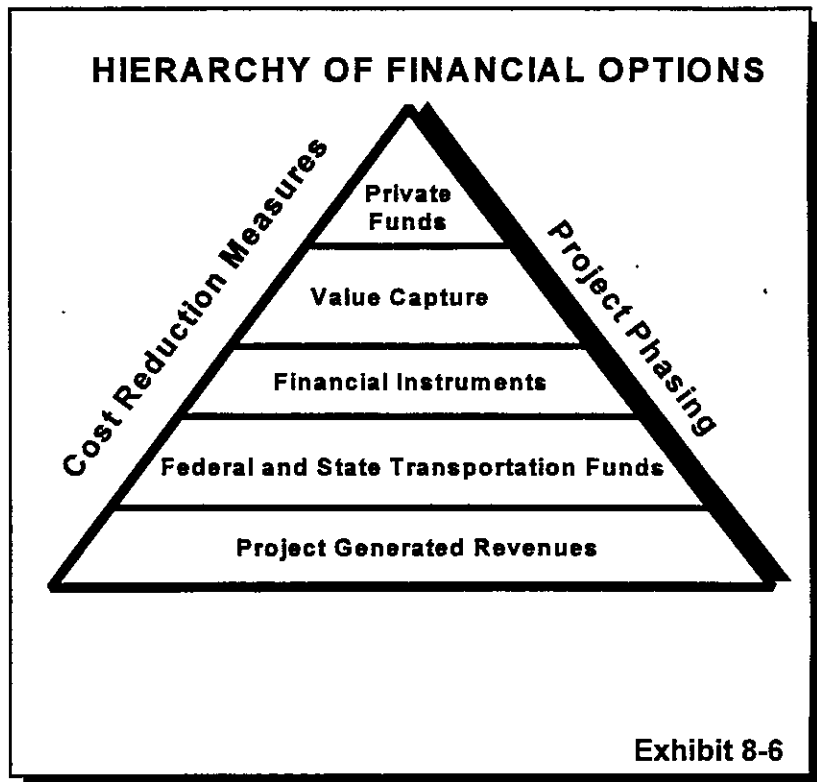 HIERARCHY OF FINANCIAL OPTIONS
Cost Reduction Measures
Project Phasing
Private
Funds
Value Capture
Financial Instruments
Federal and State Transportation Funds
Project Generated Revenues
Exhibit 8-6